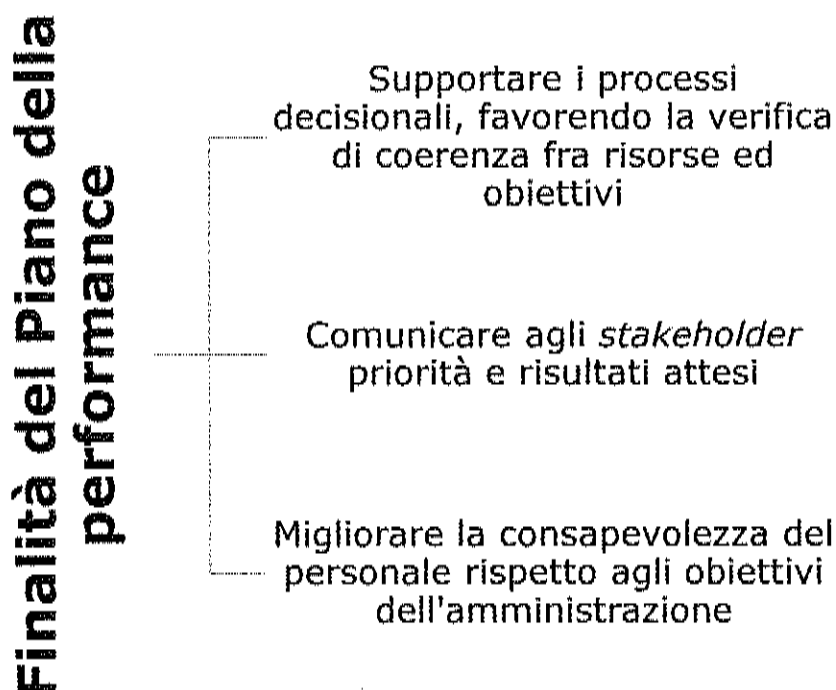 Finalità del Piano della
performance
Supportare i processi
decisionali, favorendo la verifica
di coerenza fra risorse ed
obiettivi
Comunicare agli stakeholder
priorità e risultati attesi
Migliorare la consapevolezza del
personale rispetto agli obiettivi
dell'amministrazione